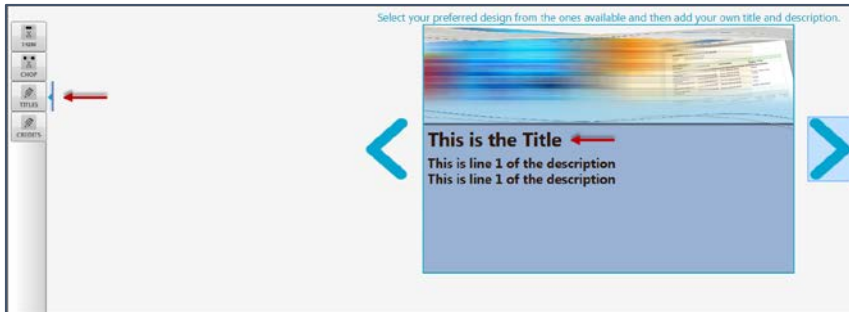 Select your preferred design from the ones available and then add your own title and description.
TRIM
CHOP
TITLES
CREDITS
This is the Title
This is line 1 of the description
This is line 1 of the description